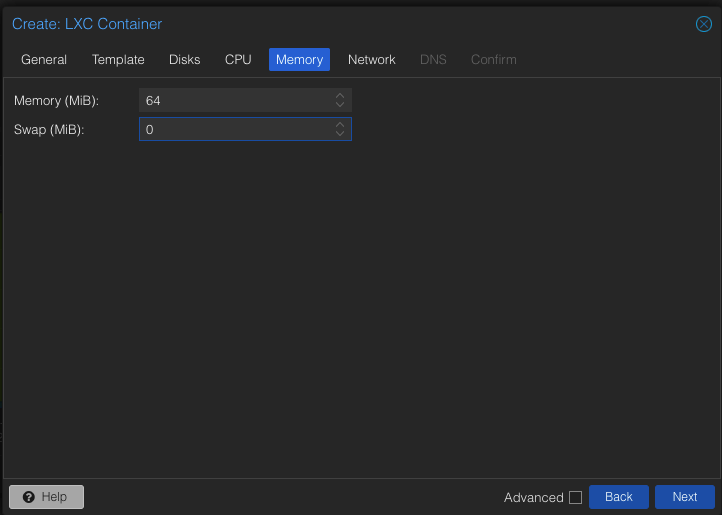 Create: LXC Container
General Template Disks CPU Memory Network DNS Confirm
Memory (MiB): 64
Swap (MiB): 0
Help Advanced Back Next